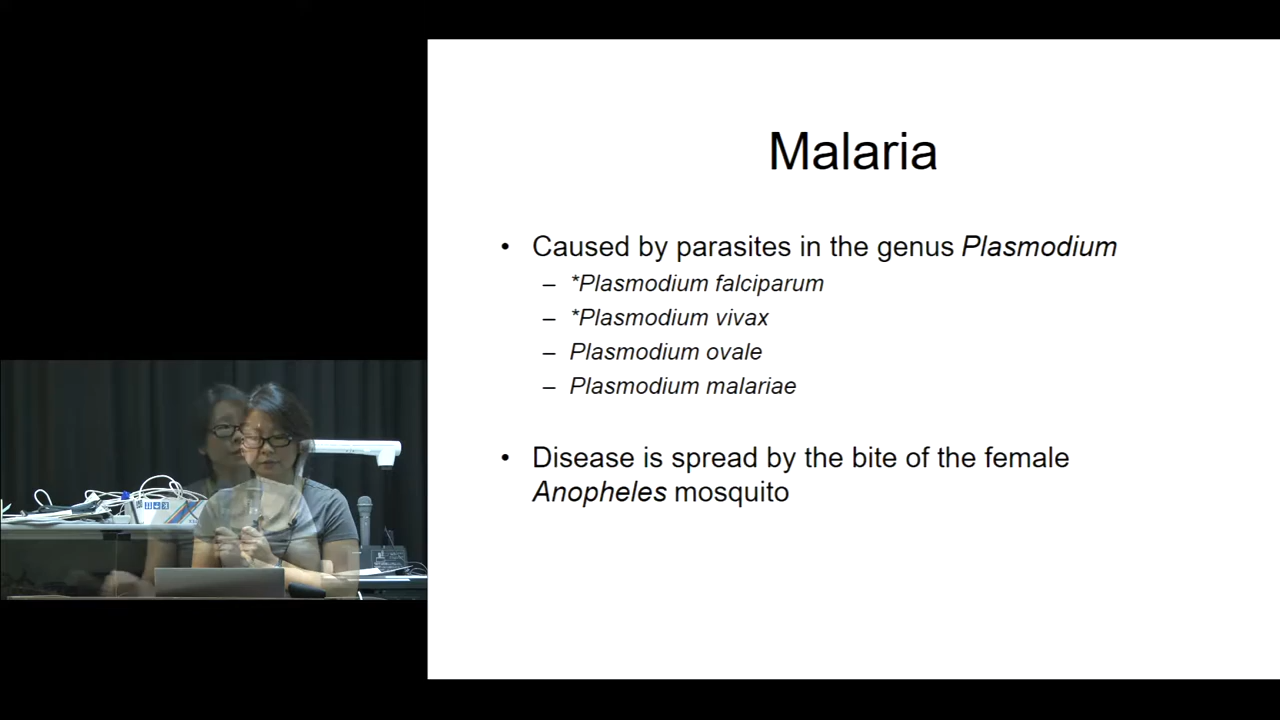 Malaria
• Caused by parasites in the genus Plasmodium
– *Plasmodium falciparum
– *Plasmodium vivax
– Plasmodium ovale
– Plasmodium malariae
• Disease is spread by the bite of the female
Anopheles mosquito